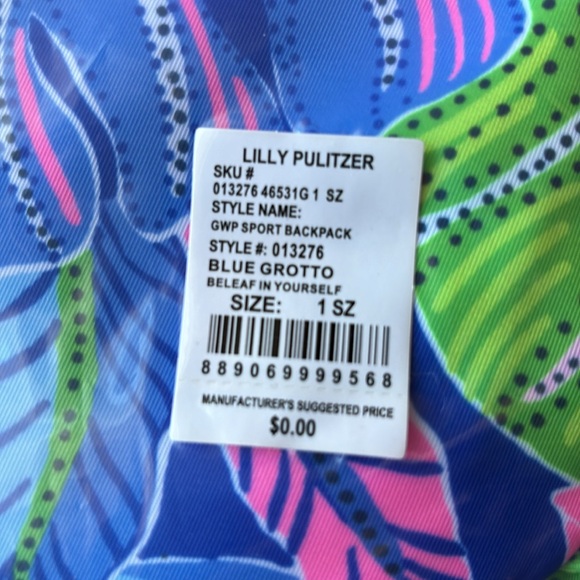 LILLY PULITZER
SKU #
013276 46531G 1 SZ
STYLE NAME:
GWP SPORT BACKPACK
STYLE #: 013276
BLUE GROTTO
BELEAF IN YOURSELF
SIZE: 1 SZ
889069999568
MANUFACTURER'S SUGGESTED PRICE
$0.00